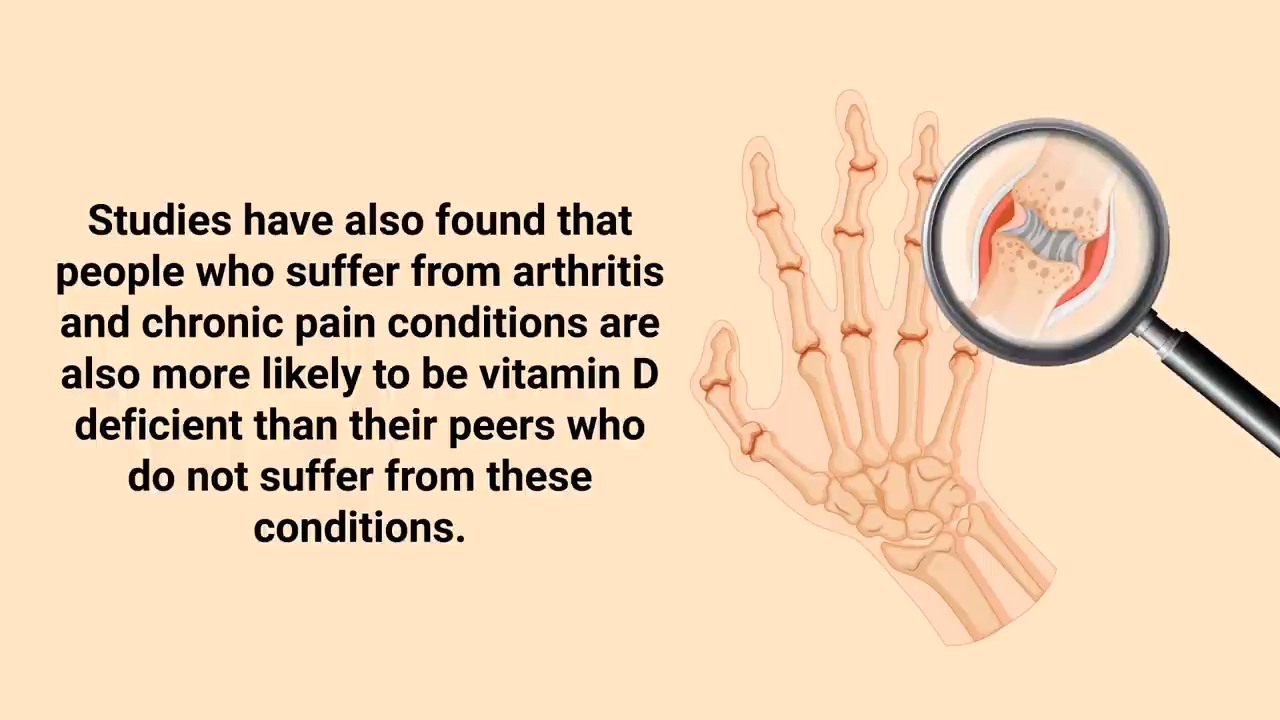 Studies have also found that
people who suffer from arthritis
and chronic pain conditions are
also more likely to be vitamin D
deficient than their peers who
do not suffer from these
conditions.